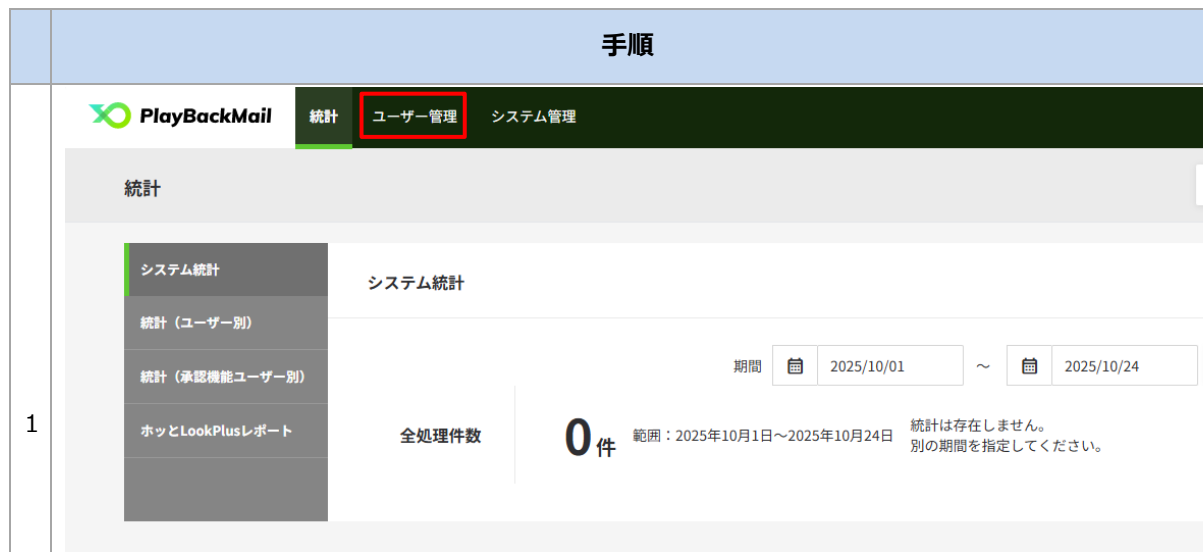 手順
PlayBackMail 統計 ユーザー管理 システム管理
統計
システム統計
統計（ユーザー別）
統計（承認機能ユーザー別）
ホッとLookPlusレポート
システム統計
期間 2025/10/01 ～ 2025/10/24
全処理件数 0件 範囲：2025年10月1日～2025年10月24日
統計は存在しません。
別の期間を指定してください。
1